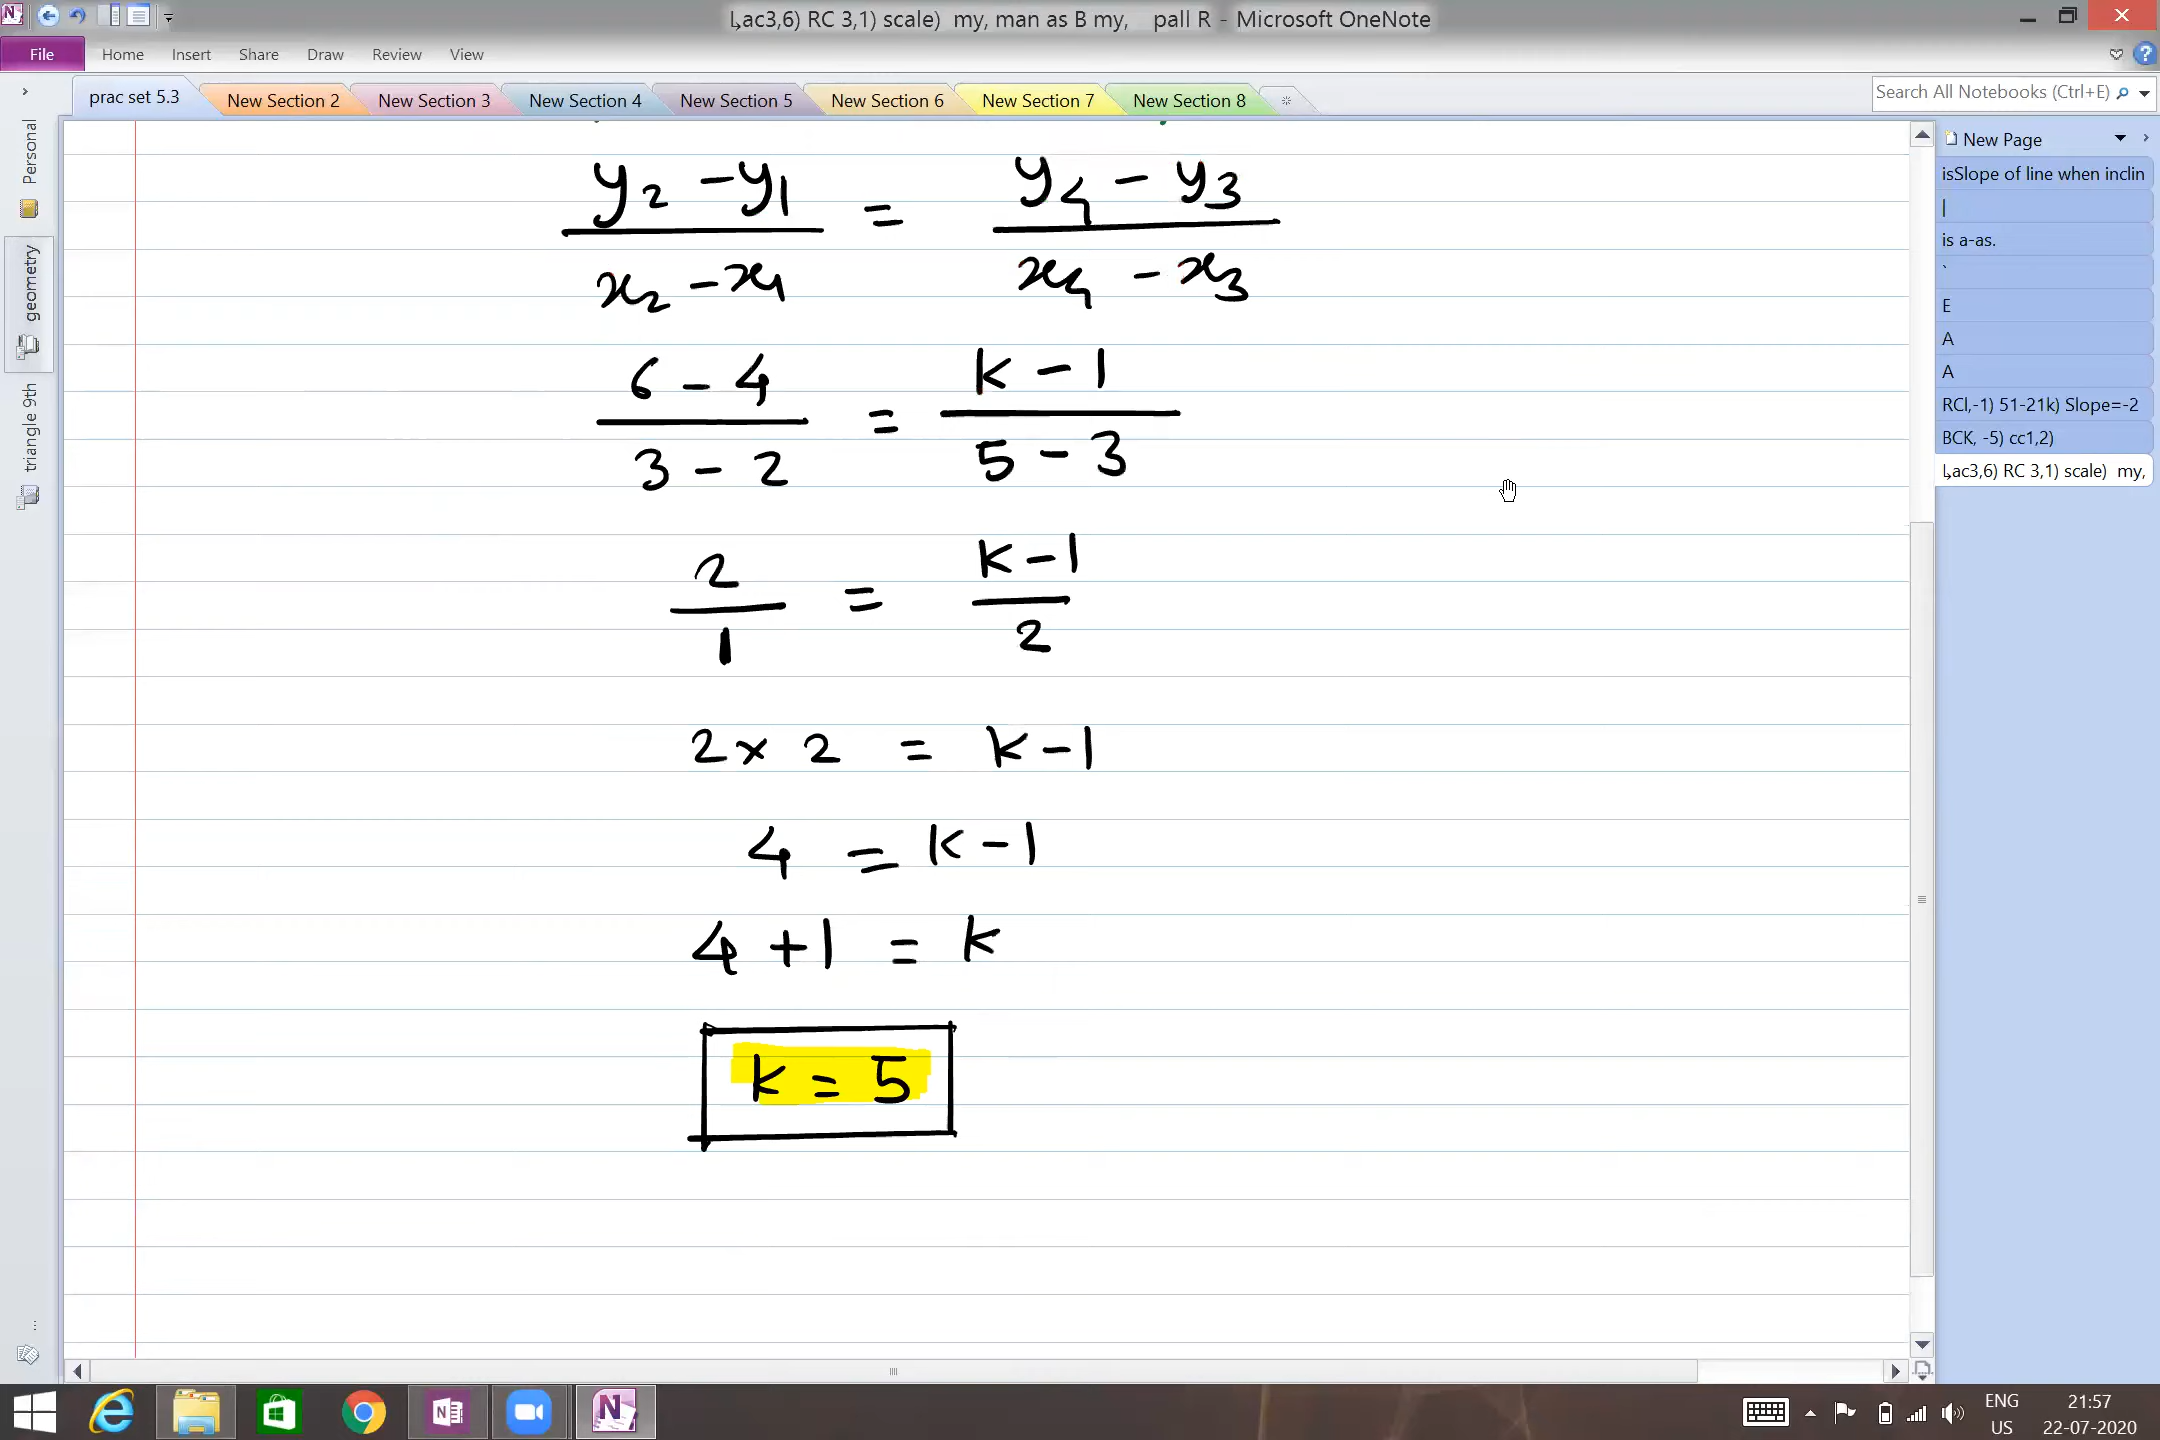 ↳ac3,6) RC 3,1) scale) my, man as B my, pall R - Microsoft OneNote
File Home Insert Share Draw Review View
prac set 5.3 New Section 2 New Section 3 New Section 4 New Section 5 New Section 6 New Section 7 New Section 8
Search All Notebooks (Ctrl+E)
Personal
geometry
triangle 9th
New Page
isSlope of line when inclin
|
is a-as.
`
E
A
A
RCl,-1) 51-21k) Slope=-2
BCK, -5) cc1,2)
↳ac3,6) RC 3,1) scale) my,
y₂ - y₁ = y₄ - y₃
x₂ - x₁ x₄ - x₃
6 - 4 = k - 1
3 - 2 5 - 3
2 = k - 1
1 2
2 × 2 = k - 1
4 = k - 1
4 + 1 = k
k = 5
ENG
US
21:57
22-07-2020